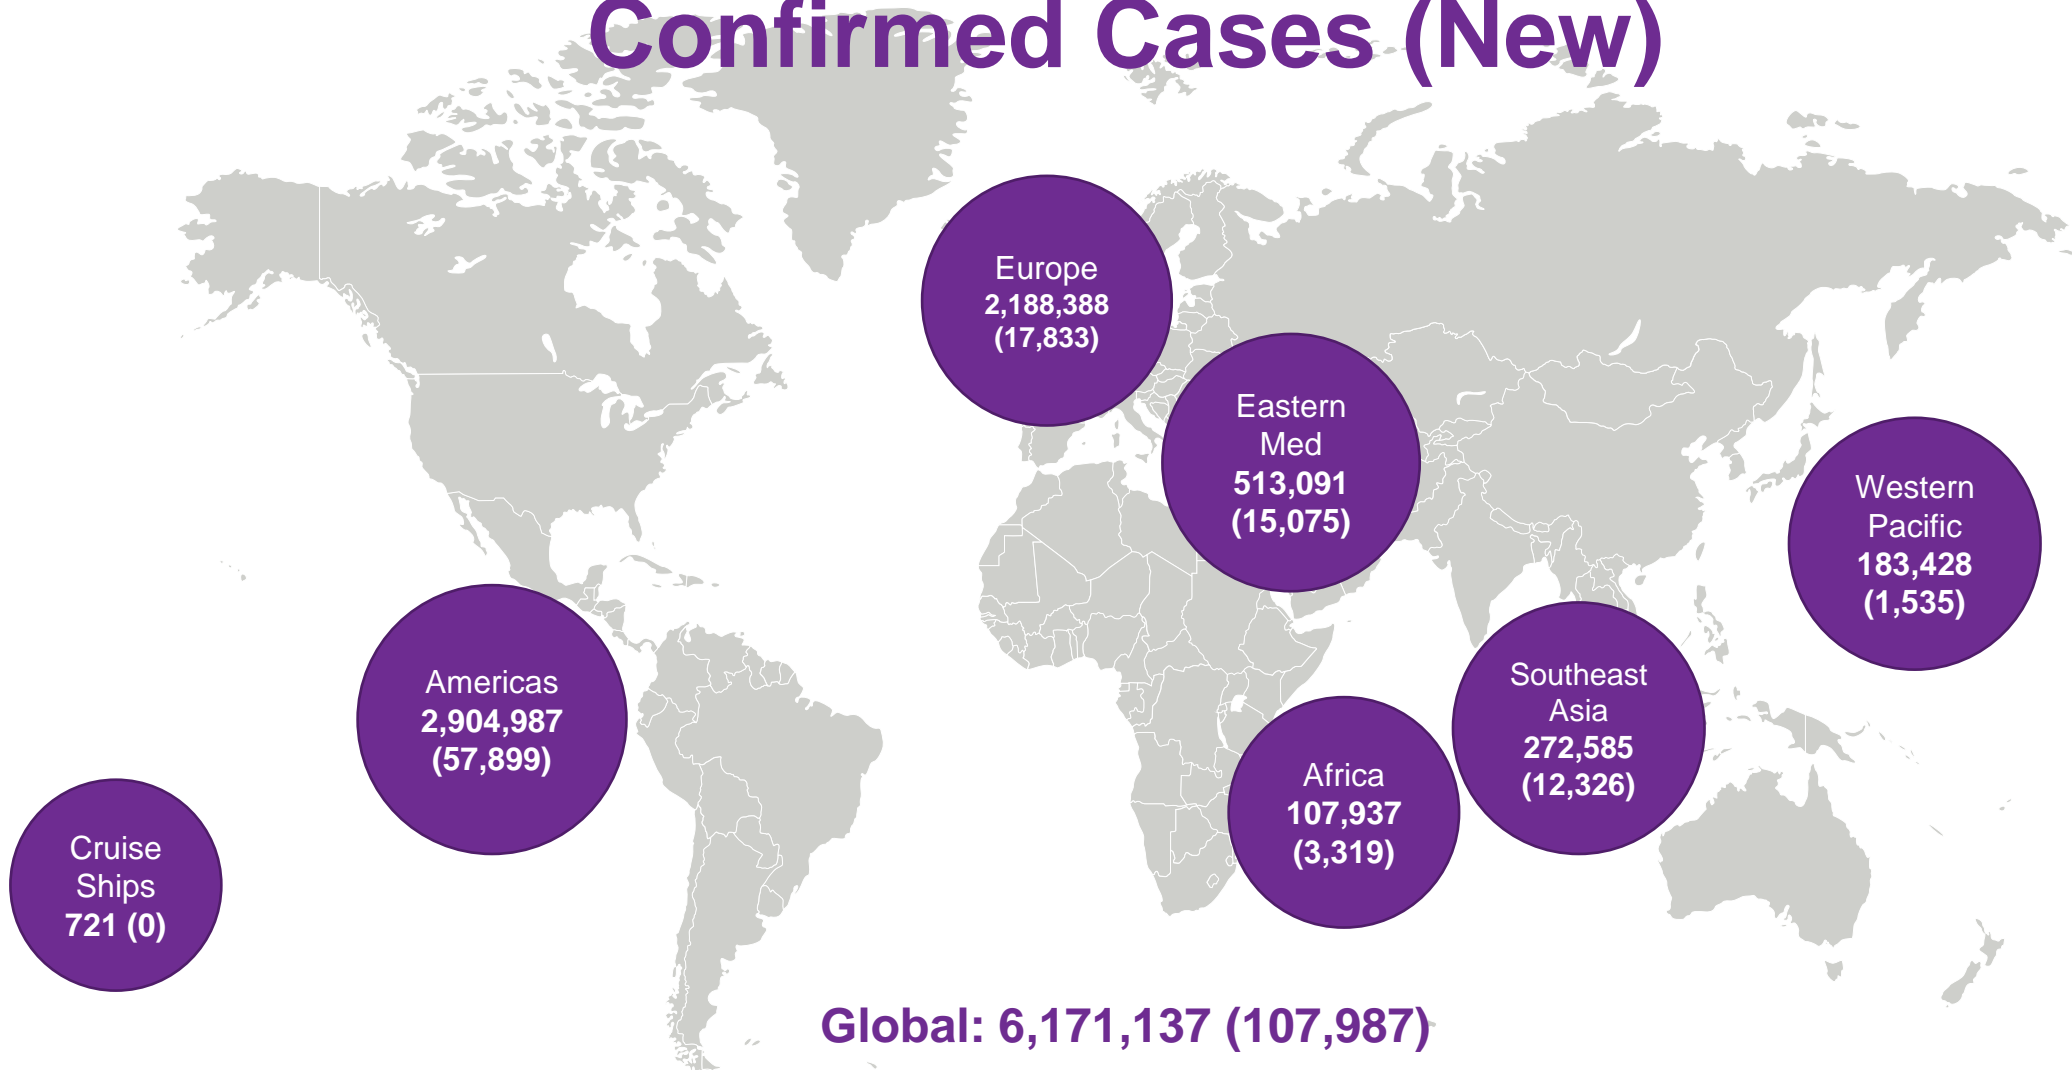 Confirmed Cases (New)
Europe
2,188,388
(17,833)
Eastern
Med
513,091
(15,075)
Western
Pacific
183,428
(1,535)
Americas
2,904,987
(57,899)
Southeast
Asia
272,585
(12,326)
Africa
107,937
(3,319)
Cruise
Ships
721 (0)
Global: 6,171,137 (107,987)